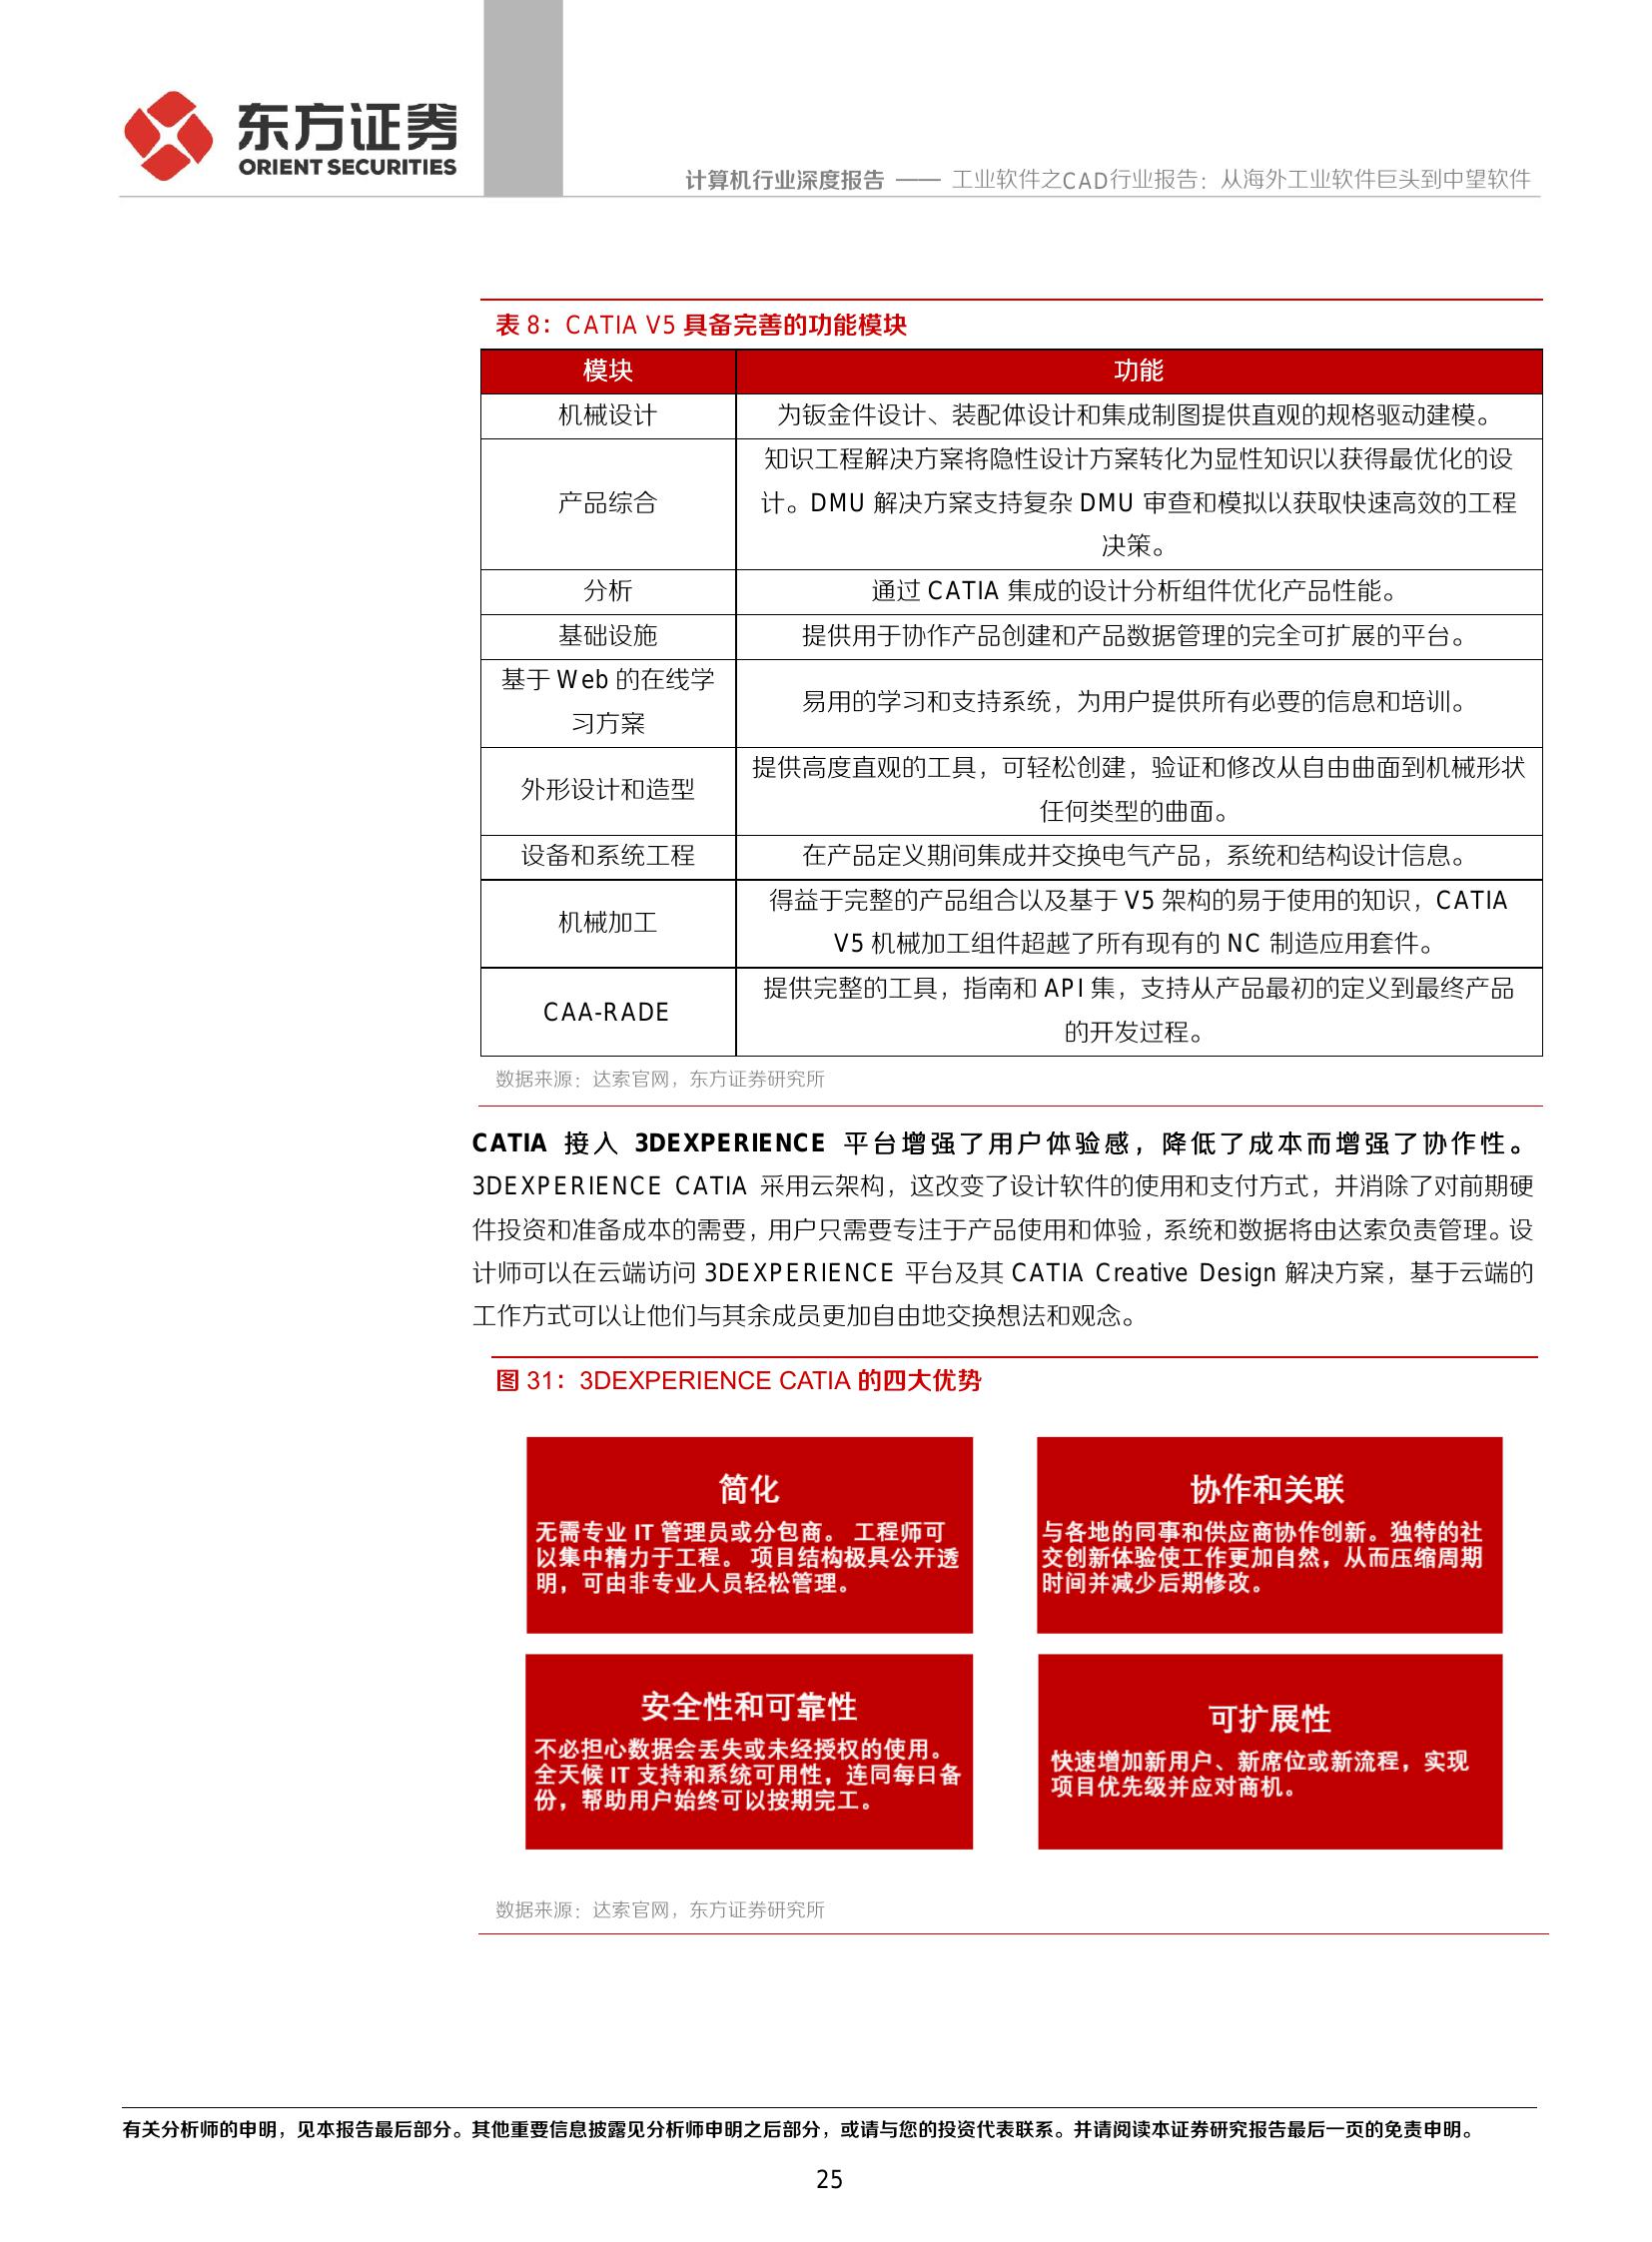 东方证券
ORIENT SECURITIES
计算机行业深度报告 —— 工业软件之CAD行业报告：从海外工业软件巨头到中望软件
表 8：CATIA V5 具备完善的功能模块
模块 功能
机械设计 为钣金件设计、装配体设计和集成制图提供直观的规格驱动建模。
产品综合
知识工程解决方案将隐性设计方案转化为显性知识以获得最优化的设
计。DMU 解决方案支持复杂 DMU 审查和模拟以获取快速高效的工程
决策。
分析 通过 CATIA 集成的设计分析组件优化产品性能。
基础设施 提供用于协作产品创建和产品数据管理的完全可扩展的平台。
基于 Web 的在线学
习方案
易用的学习和支持系统，为用户提供所有必要的信息和培训。
外形设计和造型
提供高度直观的工具，可轻松创建，验证和修改从自由曲面到机械形状
任何类型的曲面。
设备和系统工程 在产品定义期间集成并交换电气产品，系统和结构设计信息。
机械加工
得益于完整的产品组合以及基于 V5 架构的易于使用的知识，CATIA
V5 机械加工组件超越了所有现有的 NC 制造应用套件。
CAA-RADE
提供完整的工具，指南和 API 集，支持从产品最初的定义到最终产品
的开发过程。
数据来源：达索官网，东方证券研究所
CATIA 接入 3DEXPERIENCE 平台增强了用户体验感，降低了成本而增强了协作性。
3DEXPERIENCE CATIA 采用云架构，这改变了设计软件的使用和支付方式，并消除了对前期硬
件投资和准备成本的需要，用户只需要专注于产品使用和体验，系统和数据将由达索负责管理。设
计师可以在云端访问 3DEXPERIENCE 平台及其 CATIA Creative Design 解决方案，基于云端的
工作方式可以让他们与其余成员更加自由地交换想法和观念。
图 31：3DEXPERIENCE CATIA 的四大优势
简化
无需专业 IT 管理员或分包商。 工程师可
以集中精力于工程。 项目结构极具公开透
明，可由非专业人员轻松管理。
协作和关联
与各地的同事和供应商协作创新。独特的社
交创新体验使工作更加自然，从而压缩周期
时间并减少后期修改。
安全性和可靠性
不必担心数据会丢失或未经授权的使用。
全天候 IT 支持和系统可用性，连同每日备
份，帮助用户始终可以按期完工。
可扩展性
快速增加新用户、新席位或新流程，实现
项目优先级并应对商机。
数据来源：达索官网，东方证券研究所
有关分析师的申明，见本报告最后部分。其他重要信息披露见分析师申明之后部分，或请与您的投资代表联系。并请阅读本证券研究报告最后一页的免责申明。
25